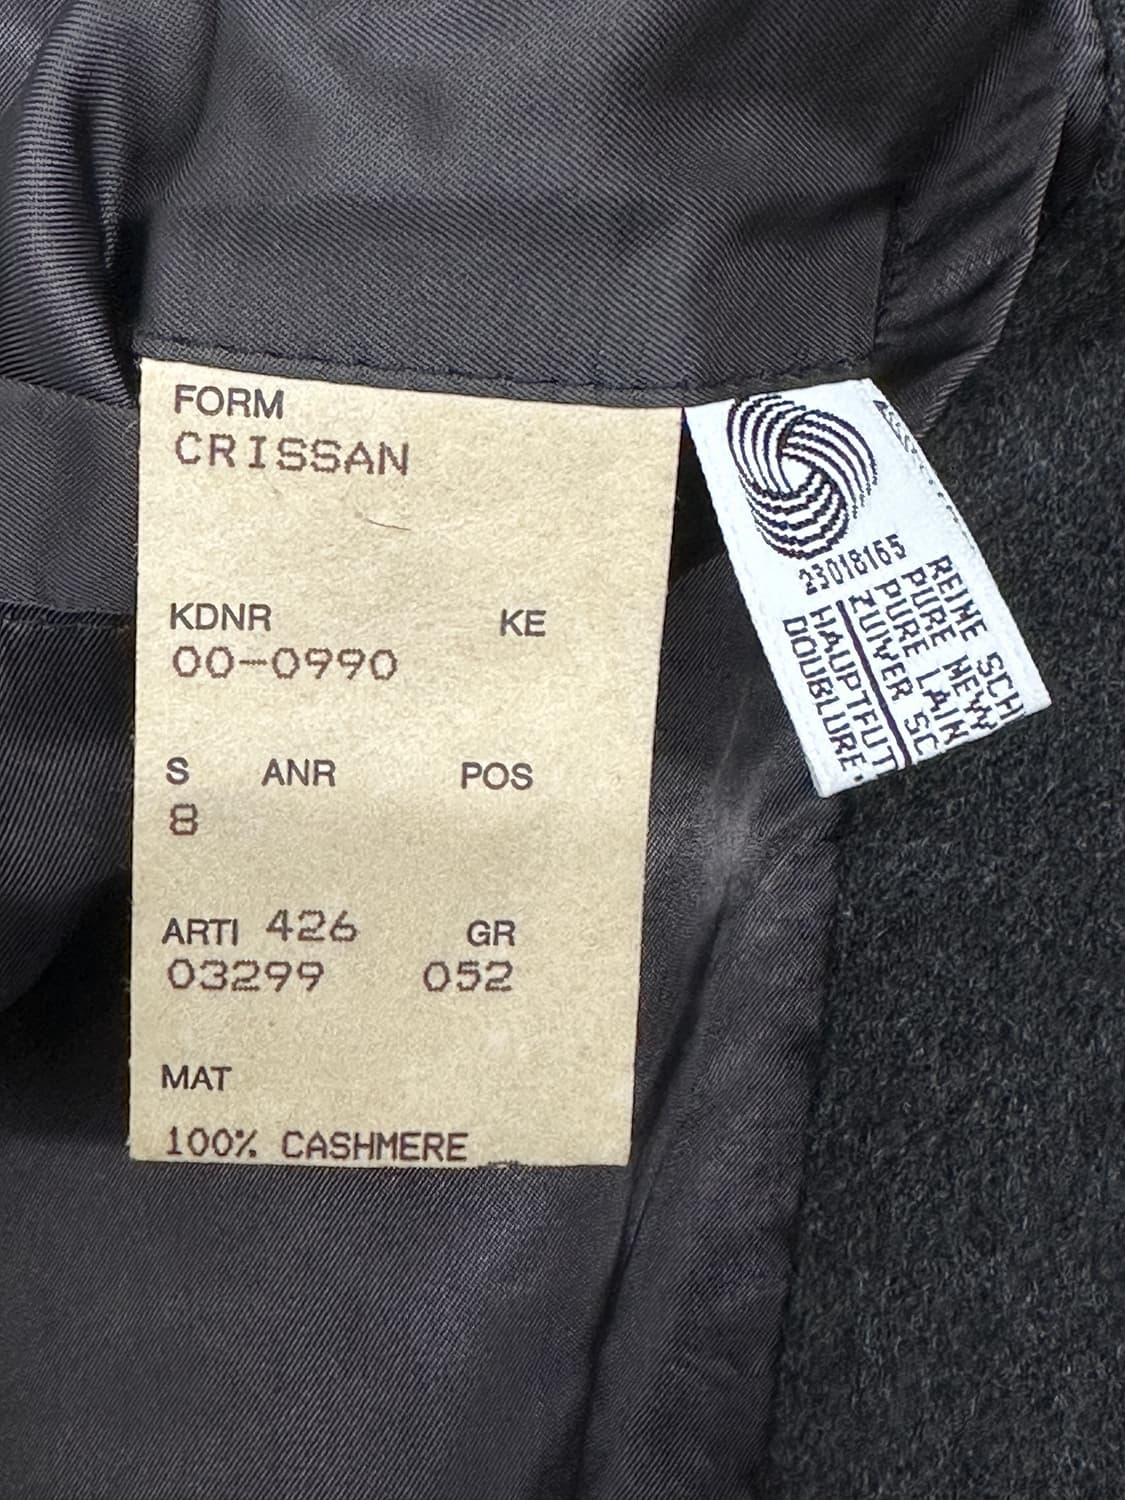 FORM
CRISSAN
KDNR KE
00-0990
S ANR POS
8
ARTI 426 GR
03299 052
MAT
100% CASHMERE
23018165
REINE SCH
PURE NEW
PURE LAIN
ZUIVER SC
HAUPTFUT
DOUBLURE.